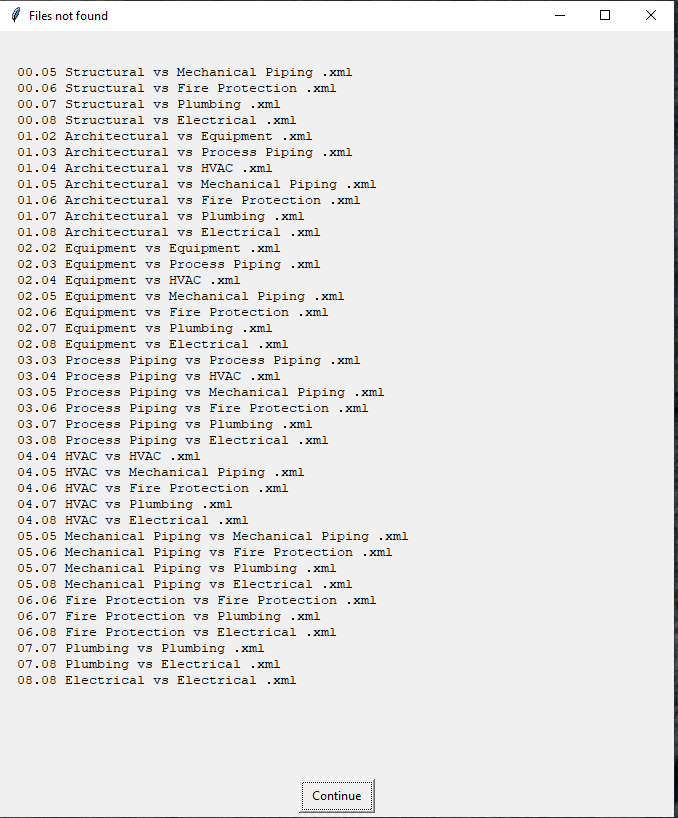 Files not found
00.05 Structural vs Mechanical Piping .xml
00.06 Structural vs Fire Protection .xml
00.07 Structural vs Plumbing .xml
00.08 Structural vs Electrical .xml
01.02 Architectural vs Equipment .xml
01.03 Architectural vs Process Piping .xml
01.04 Architectural vs HVAC .xml
01.05 Architectural vs Mechanical Piping .xml
01.06 Architectural vs Fire Protection .xml
01.07 Architectural vs Plumbing .xml
01.08 Architectural vs Electrical .xml
02.02 Equipment vs Equipment .xml
02.03 Equipment vs Process Piping .xml
02.04 Equipment vs HVAC .xml
02.05 Equipment vs Mechanical Piping .xml
02.06 Equipment vs Fire Protection .xml
02.07 Equipment vs Plumbing .xml
02.08 Equipment vs Electrical .xml
03.03 Process Piping vs Process Piping .xml
03.04 Process Piping vs HVAC .xml
03.05 Process Piping vs Mechanical Piping .xml
03.06 Process Piping vs Fire Protection .xml
03.07 Process Piping vs Plumbing .xml
03.08 Process Piping vs Electrical .xml
04.04 HVAC vs HVAC .xml
04.05 HVAC vs Mechanical Piping .xml
04.06 HVAC vs Fire Protection .xml
04.07 HVAC vs Plumbing .xml
04.08 HVAC vs Electrical .xml
05.05 Mechanical Piping vs Mechanical Piping .xml
05.06 Mechanical Piping vs Fire Protection .xml
05.07 Mechanical Piping vs Plumbing .xml
05.08 Mechanical Piping vs Electrical .xml
06.06 Fire Protection vs Fire Protection .xml
06.07 Fire Protection vs Plumbing .xml
06.08 Fire Protection vs Electrical .xml
07.07 Plumbing vs Plumbing .xml
07.08 Plumbing vs Electrical .xml
08.08 Electrical vs Electrical .xml
Continue